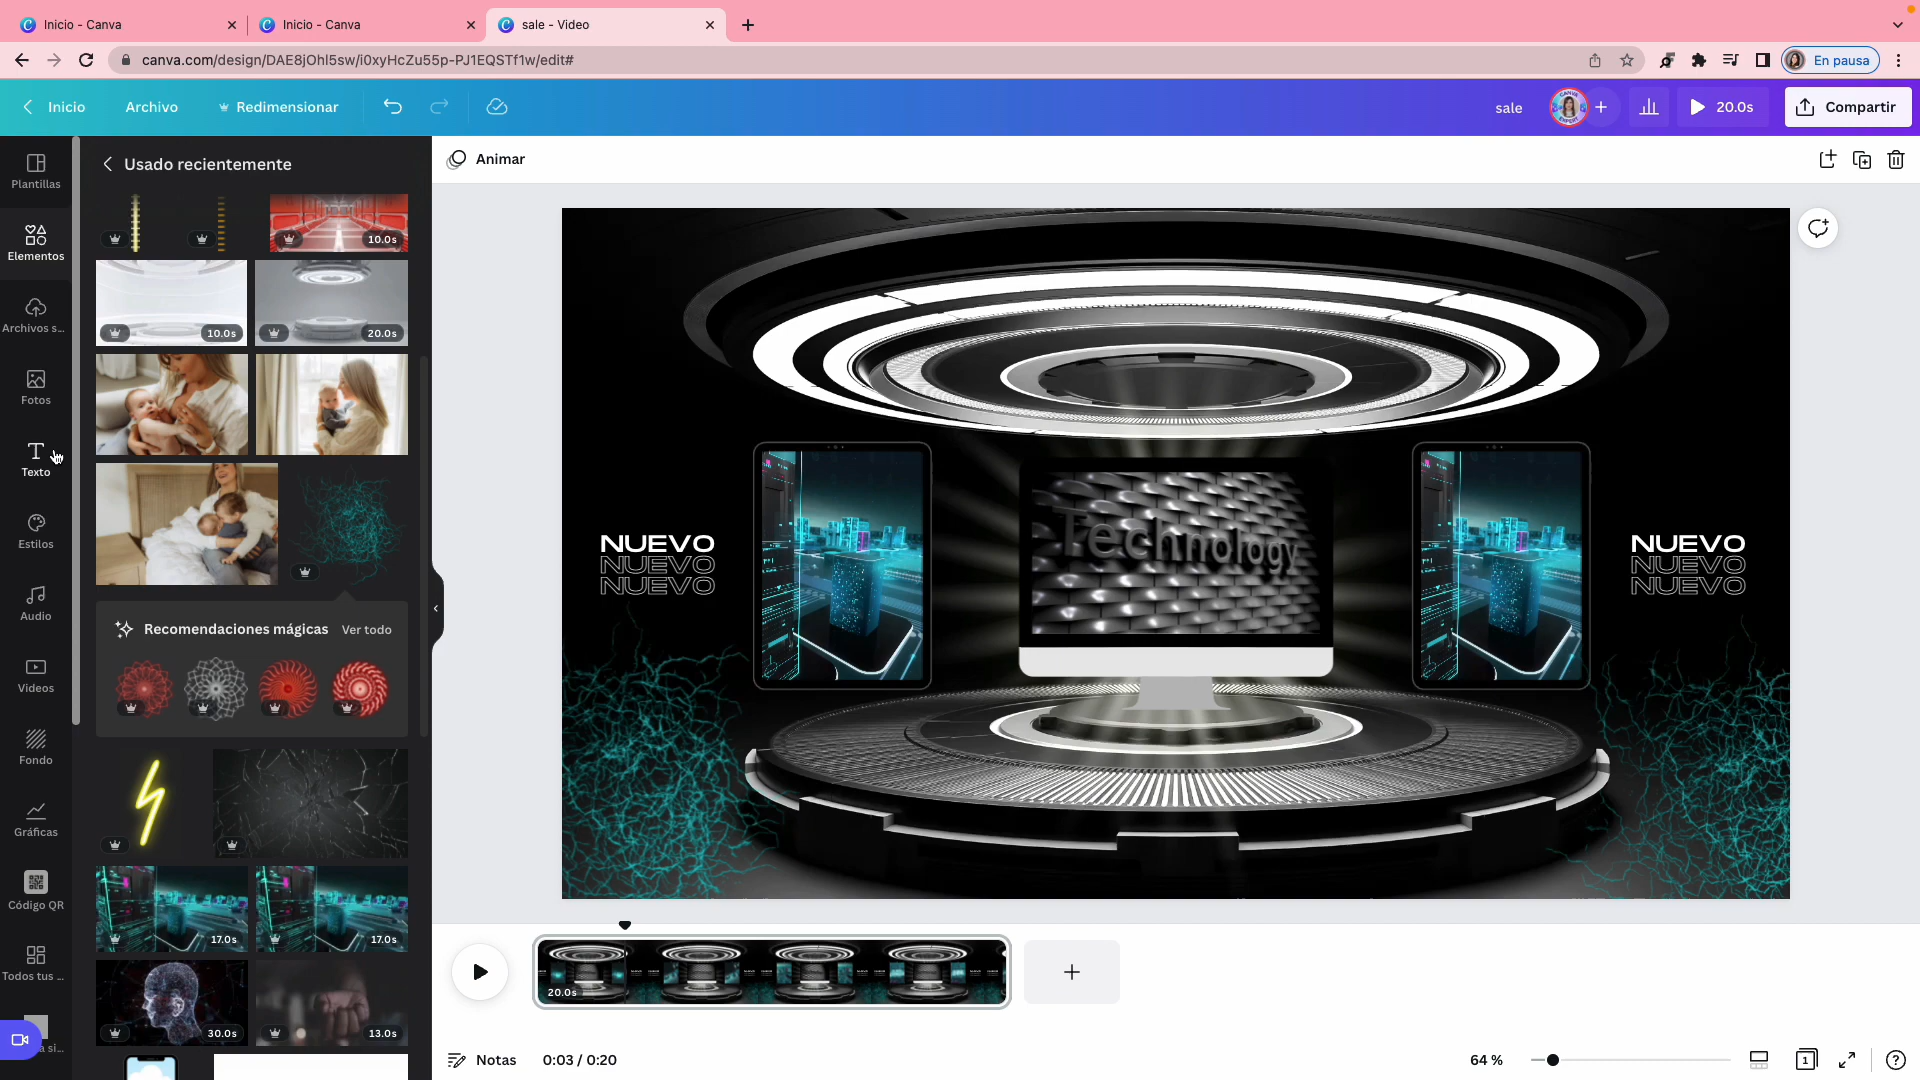 Inicio - Canva
Inicio - Canva
sale - Video
canva.com/design/DAE8jOhI5sw/i0xyHcZu55p-PJ1EQSTf1w/edit#
En pausa
Inicio
Archivo
Redimensionar
sale
20.0s
Compartir
Plantillas
Elementos
Archivos s...
Fotos
Texto
Estilos
Audio
Videos
Fondo
Gráficas
Código QR
Todos tus ...
Usado recientemente
10.0s
10.0s
20.0s
Recomendaciones mágicas
Ver todo
17.0s
17.0s
30.0s
13.0s
Animar
NUEVO
NUEVO
NUEVO
Technology
NUEVO
NUEVO
NUEVO
20.0s
Notas
0:03 / 0:20
64 %
1